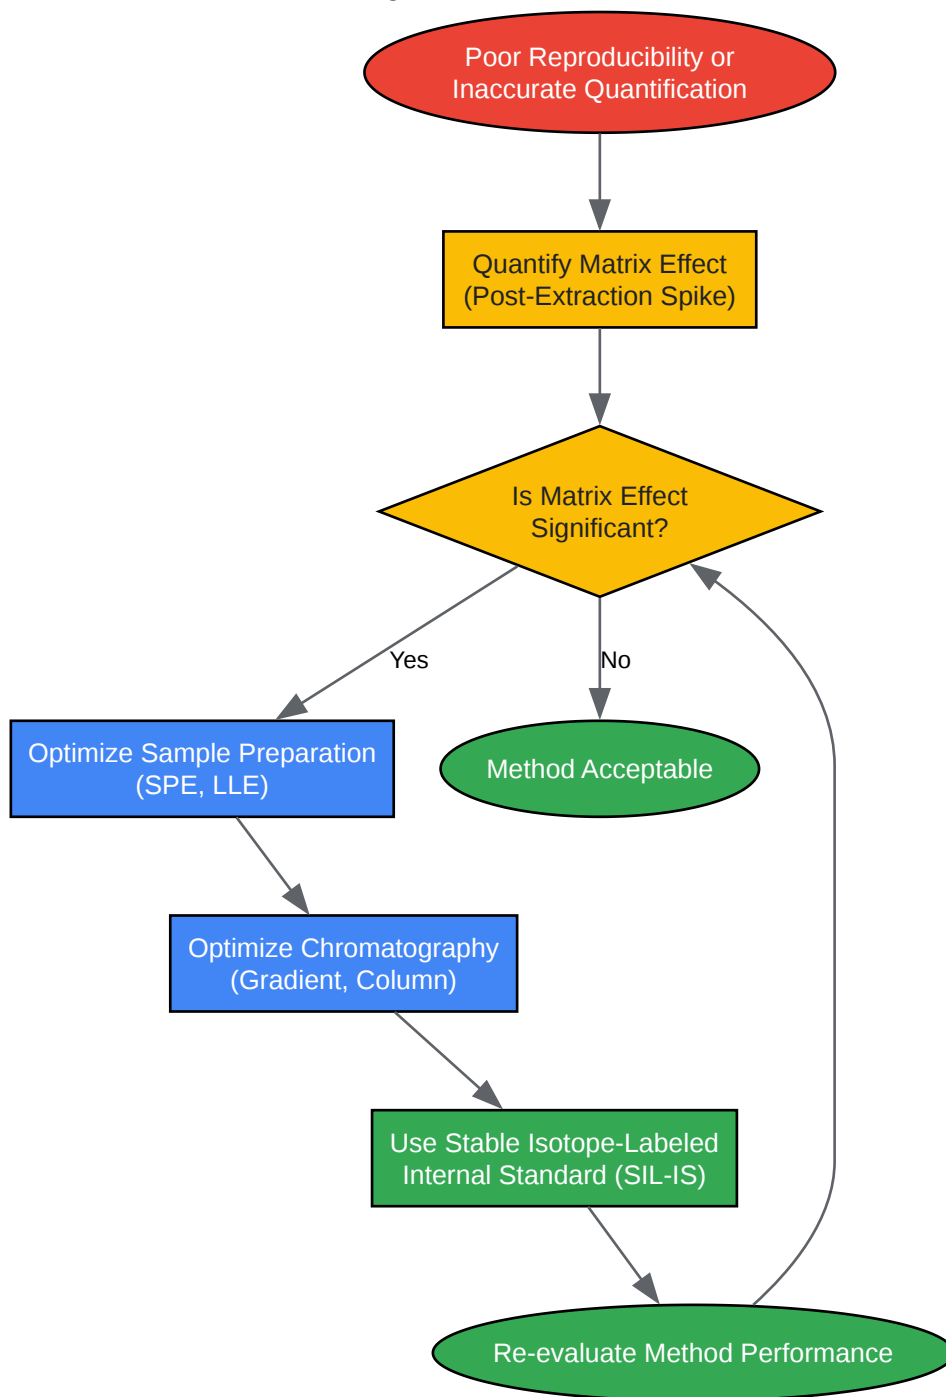 Poor Reproducibility or
Inaccurate Quantification
Quantify Matrix Effect
(Post-Extraction Spike)
Is Matrix Effect
Significant?
Yes
No
Optimize Sample Preparation
(SPE, LLE)
Method Acceptable
Optimize Chromatography
(Gradient, Column)
Use Stable Isotope-Labeled
Internal Standard (SIL-IS)
Re-evaluate Method Performance